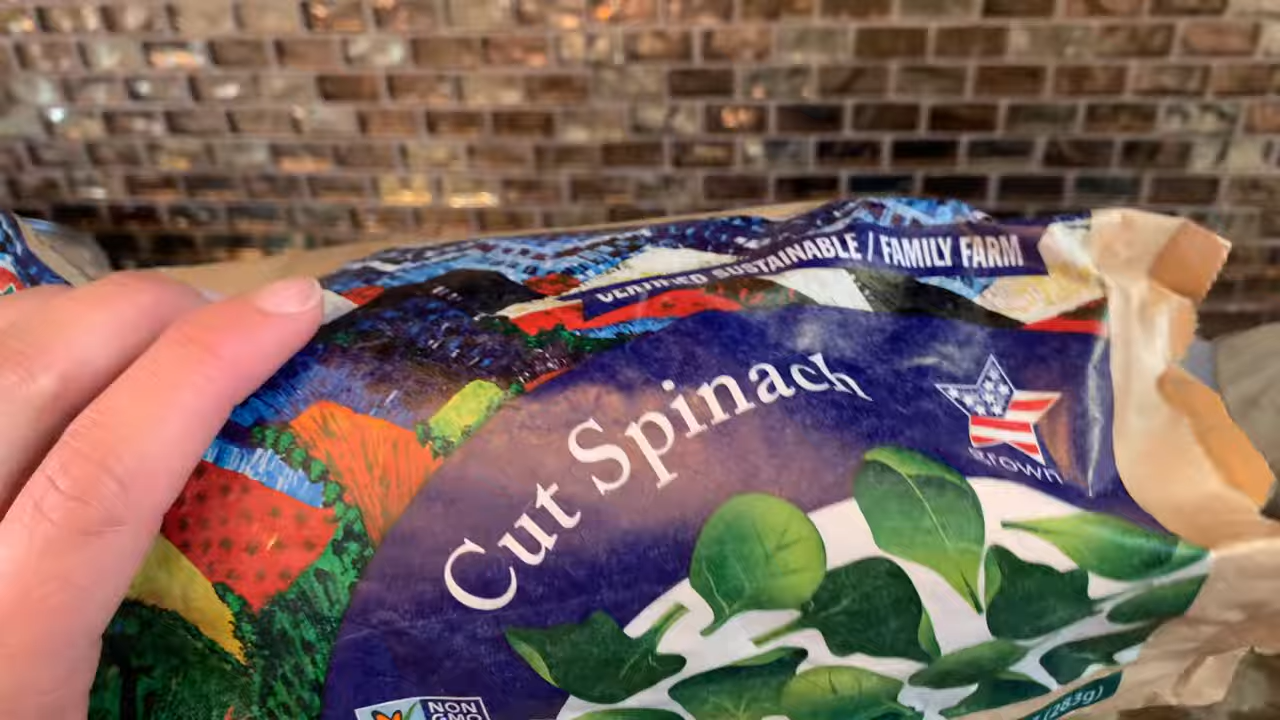 VERIFIED SUSTAINABLE / FAMILY FARM
Cut Spinach
grown
NON
GMO
(283g)